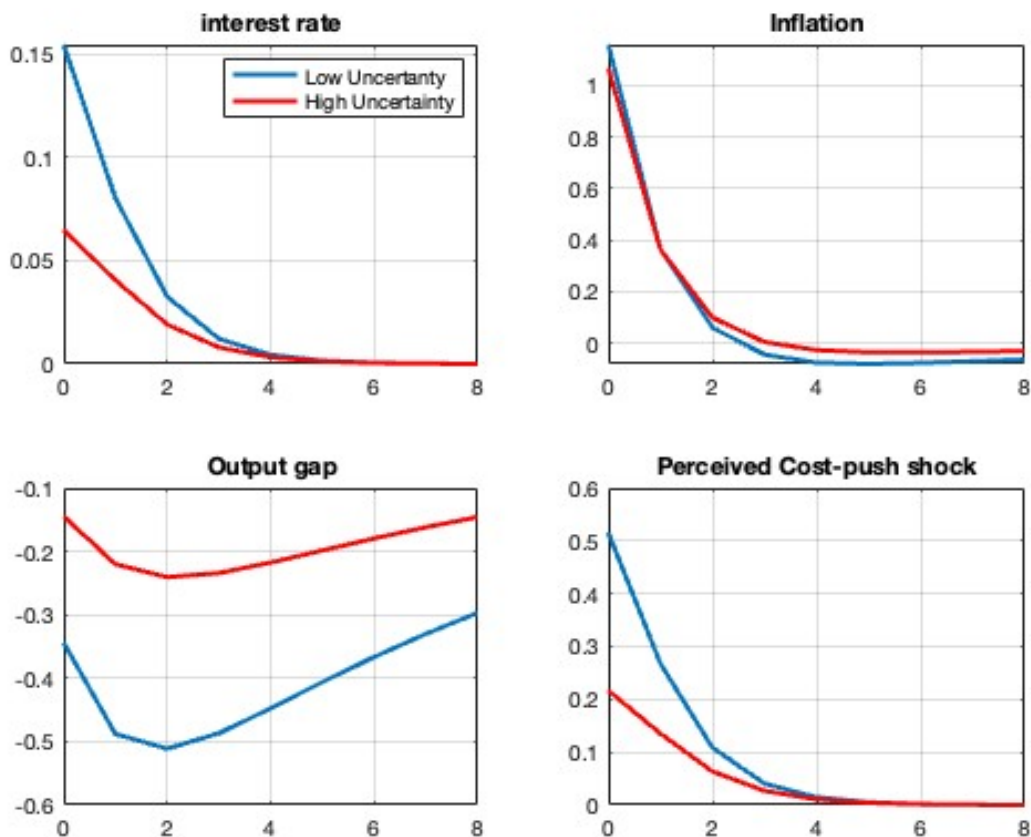 interest rate
0.15
0.1
0.05
0
0 2 4 6 8
Low Uncertanty
High Uncertainty
Inflation
1
0.8
0.6
0.4
0.2
0
0 2 4 6 8
Output gap
-0.1
-0.2
-0.3
-0.4
-0.5
-0.6
0 2 4 6 8
Perceived Cost-push shock
0.6
0.5
0.4
0.3
0.2
0.1
0
0 2 4 6 8